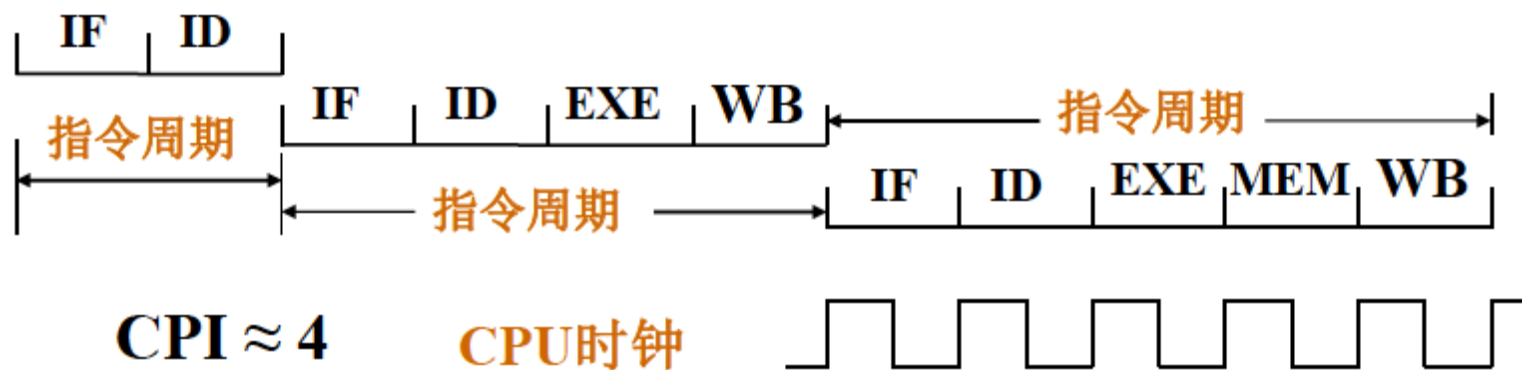 IF ID
IF ID EXE WB
指令周期
指令周期
指令周期
IF ID EXE MEM WB
CPI ≈ 4
CPU时钟